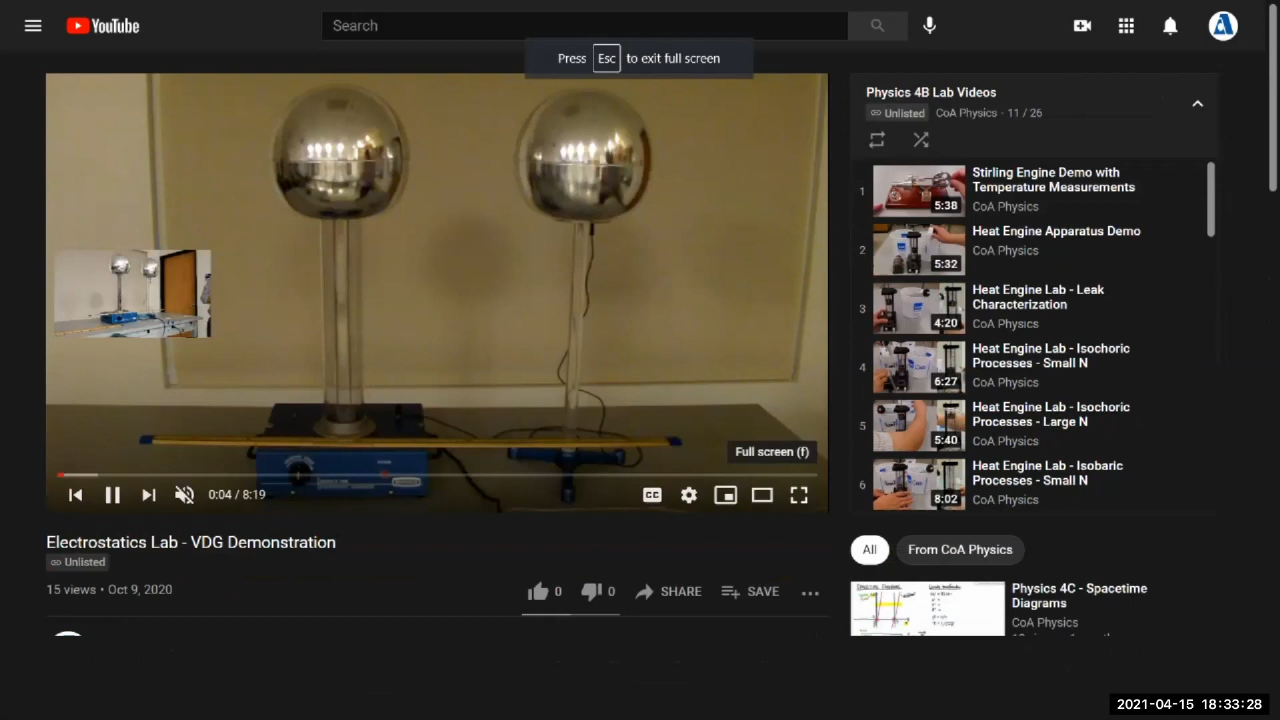 YouTube
Search
Press Esc to exit full screen
Physics 4B Lab Videos
Unlisted CoA Physics · 11 / 26
1
5:38
Stirling Engine Demo with
Temperature Measurements
CoA Physics
2
5:32
Heat Engine Apparatus Demo
CoA Physics
3
4:20
Heat Engine Lab - Leak
Characterization
CoA Physics
4
6:27
Heat Engine Lab - Isochoric
Processes - Small N
CoA Physics
5
5:40
Heat Engine Lab - Isochoric
Processes - Large N
CoA Physics
6
8:02
Heat Engine Lab - Isobaric
Processes - Small N
CoA Physics
Full screen (f)
0:04 / 8:19
CC
Electrostatics Lab - VDG Demonstration
Unlisted
15 views • Oct 9, 2020
0 0 SHARE SAVE
All From CoA Physics
Physics 4C - Spacetime
Diagrams
CoA Physics
2021-04-15 18:33:28